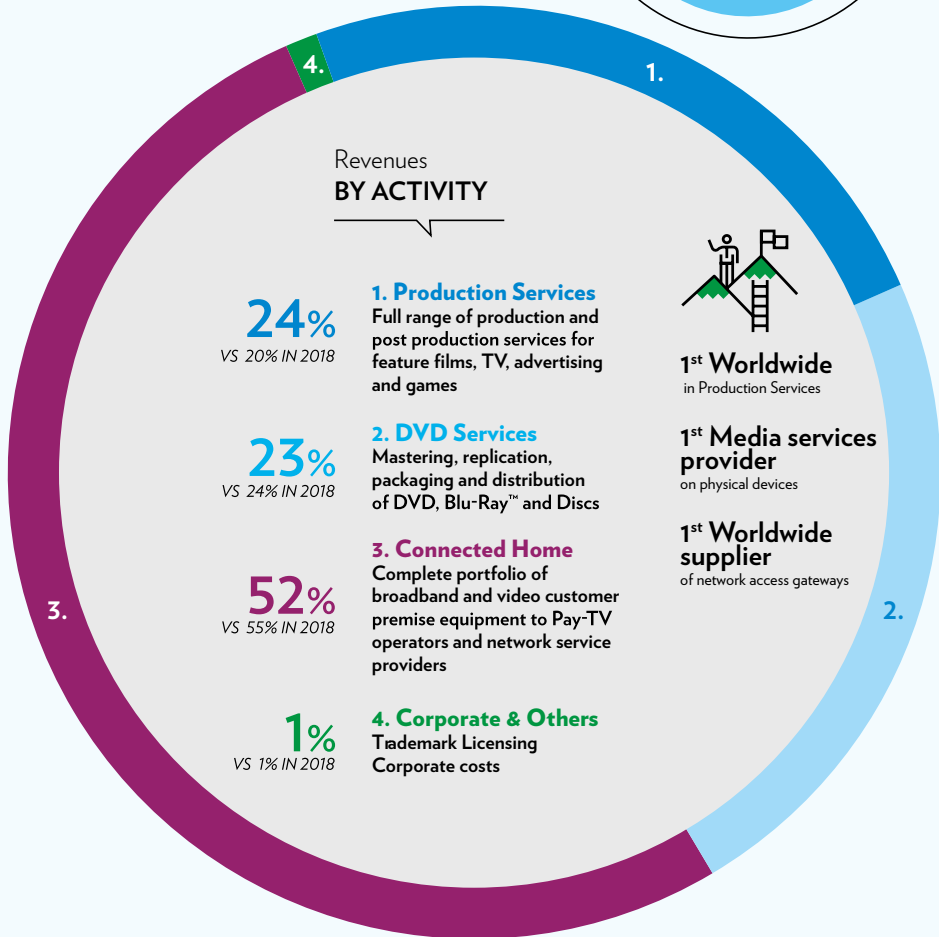 4.
1.
Revenues
BY ACTIVITY
24%
VS 20% IN 2018
1. Production Services
Full range of production and
post production services for
feature films, TV, advertising
and games
23%
VS 24% IN 2018
2. DVD Services
Mastering, replication,
packaging and distribution
of DVD, Blu-Ray™ and Discs
52%
VS 55% IN 2018
3. Connected Home
Complete portfolio of
broadband and video customer
premise equipment to Pay-TV
operators and network service
providers
1%
VS 1% IN 2018
4. Corporate & Others
Trademark Licensing
Corporate costs
1st Worldwide
in Production Services
1st Media services
provider
on physical devices
1st Worldwide
supplier
of network access gateways
3.
2.